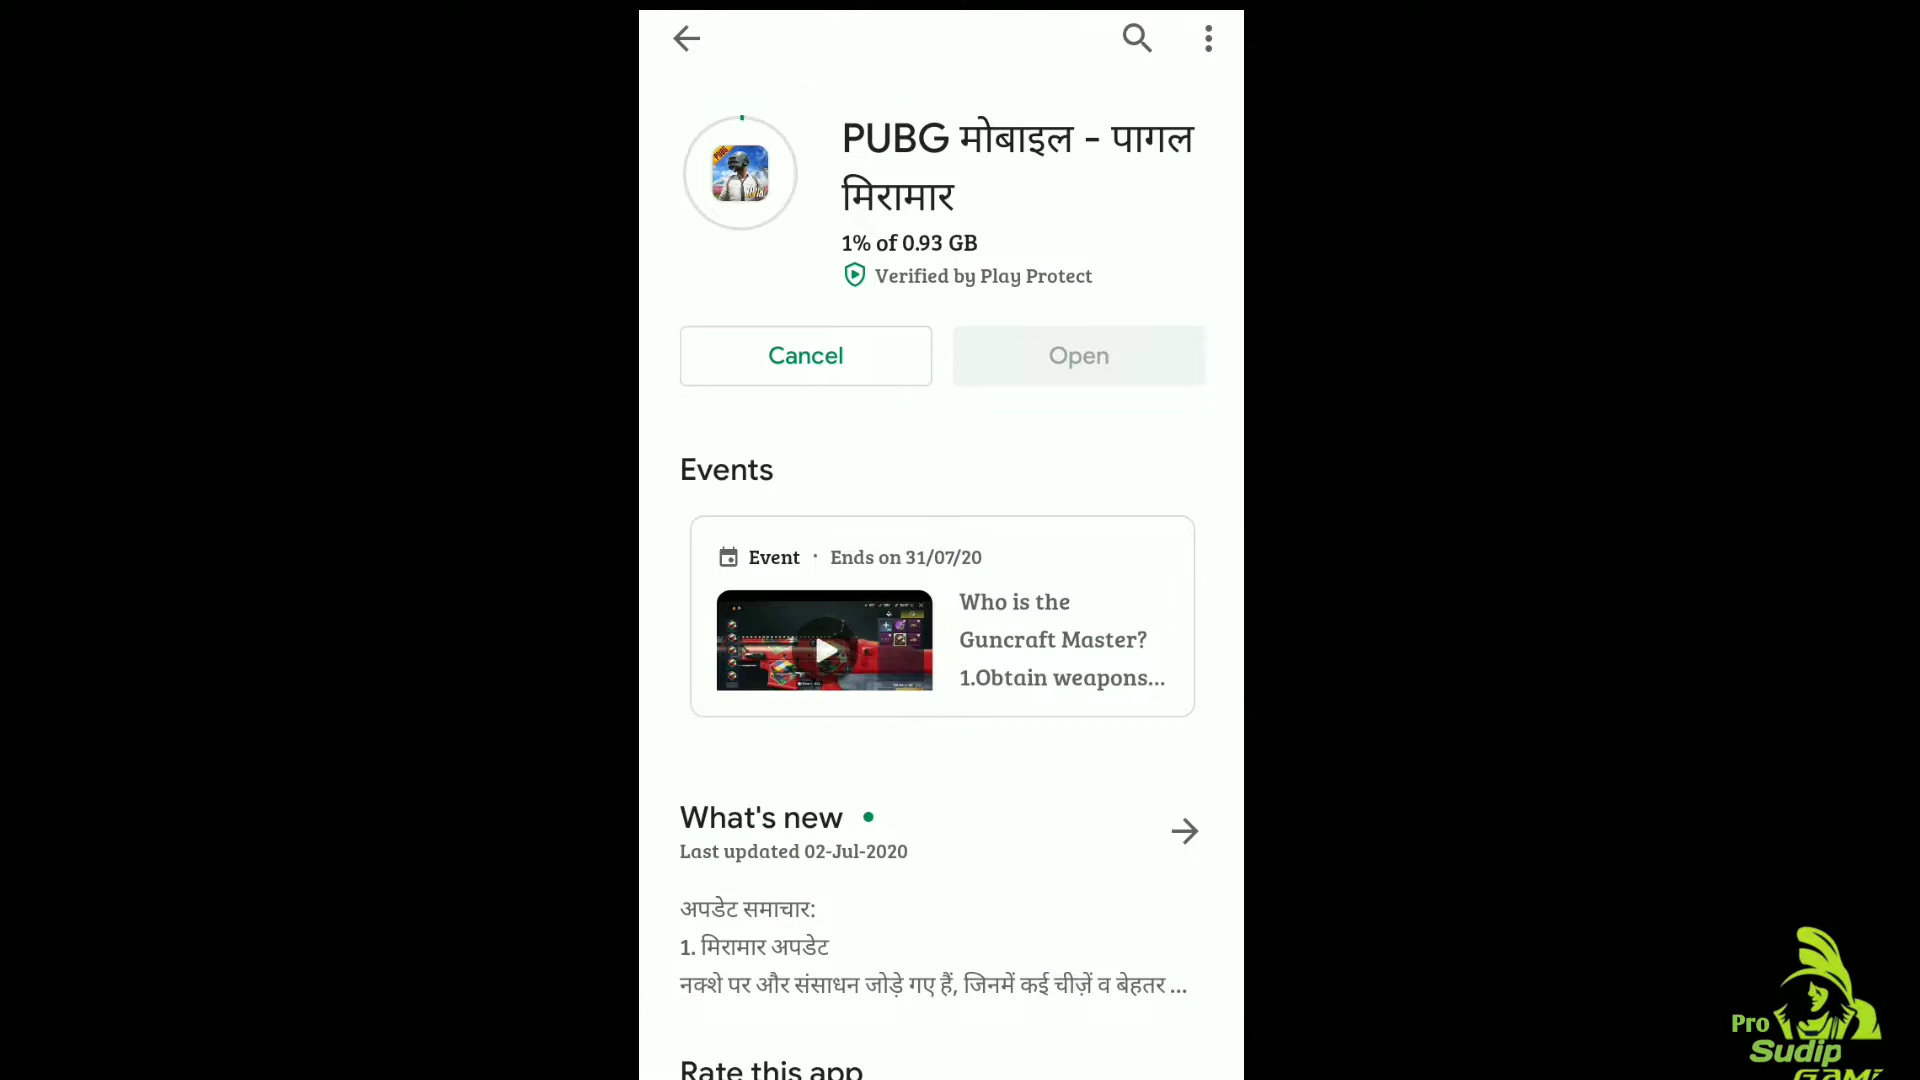 PUBG मोबाइल - पागल
मिरामार
1% of 0.93 GB
Verified by Play Protect
Cancel
Open
Events
Event · Ends on 31/07/20
Who is the
Guncraft Master?
1.Obtain weapons...
What's new
Last updated 02-Jul-2020
अपडेट समाचार:
1. मिरामार अपडेट
नक्शे पर और संसाधन जोड़े गए हैं, जिनमें कई चीज़ें व बेहतर ...
Rate this app
Pro
Sudip